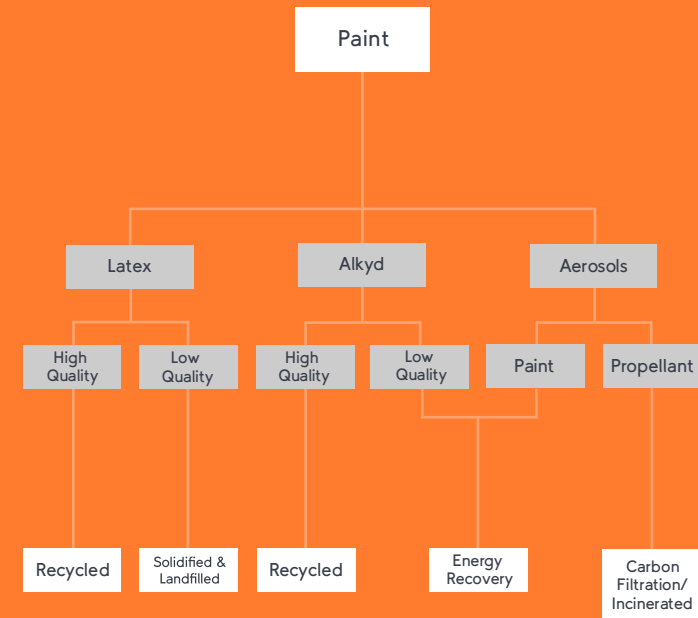 Paint
Latex
Alkyd
Aerosols
High
Quality
Low
Quality
High
Quality
Low
Quality
Paint
Propellant
Recycled
Solidified &
Landfilled
Recycled
Energy
Recovery
Carbon
Filtration/
Incinerated